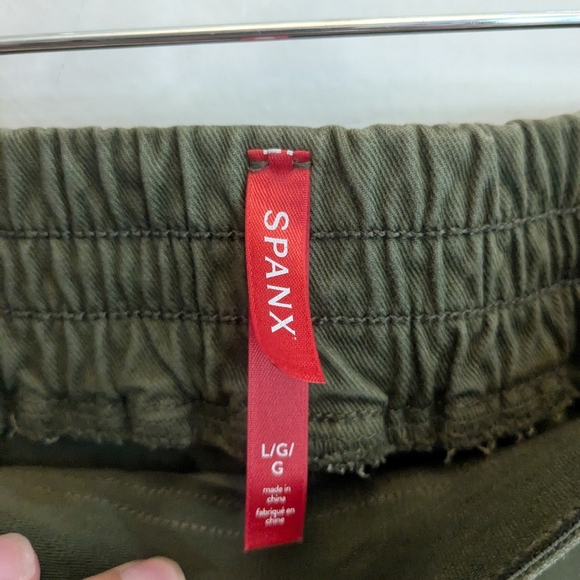 SPANX
L/G/
G
made in
china
fabriqué en
chine